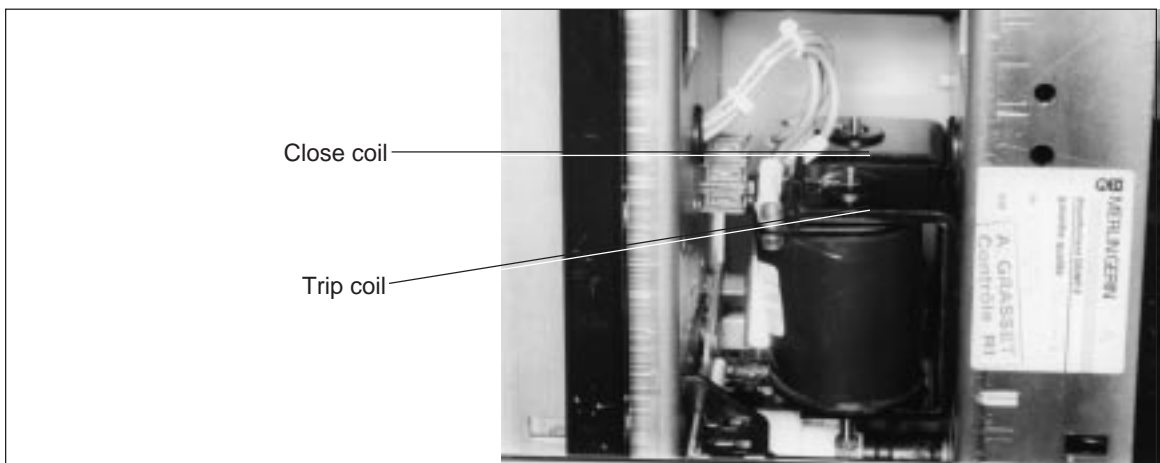 Close coil
Trip coil
MERLIN GERIN
A. GRASSET
Contrôle RI